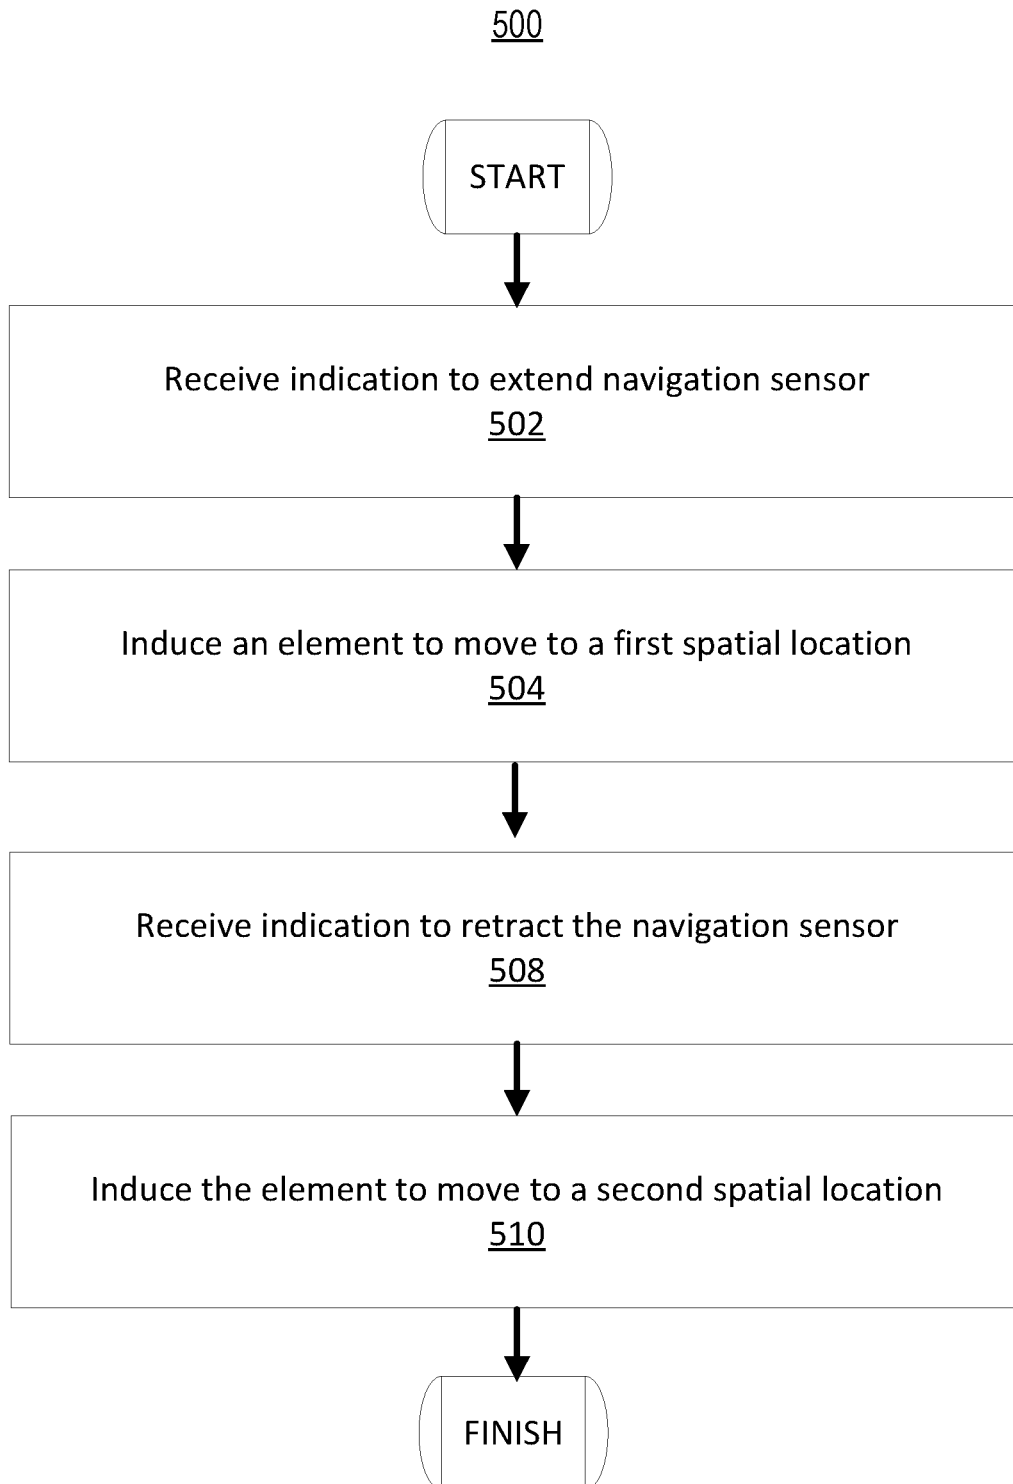 500
START
Receive indication to extend navigation sensor
502
Induce an element to move to a first spatial location
504
Receive indication to retract the navigation sensor
508
Induce the element to move to a second spatial location
510
FINISH